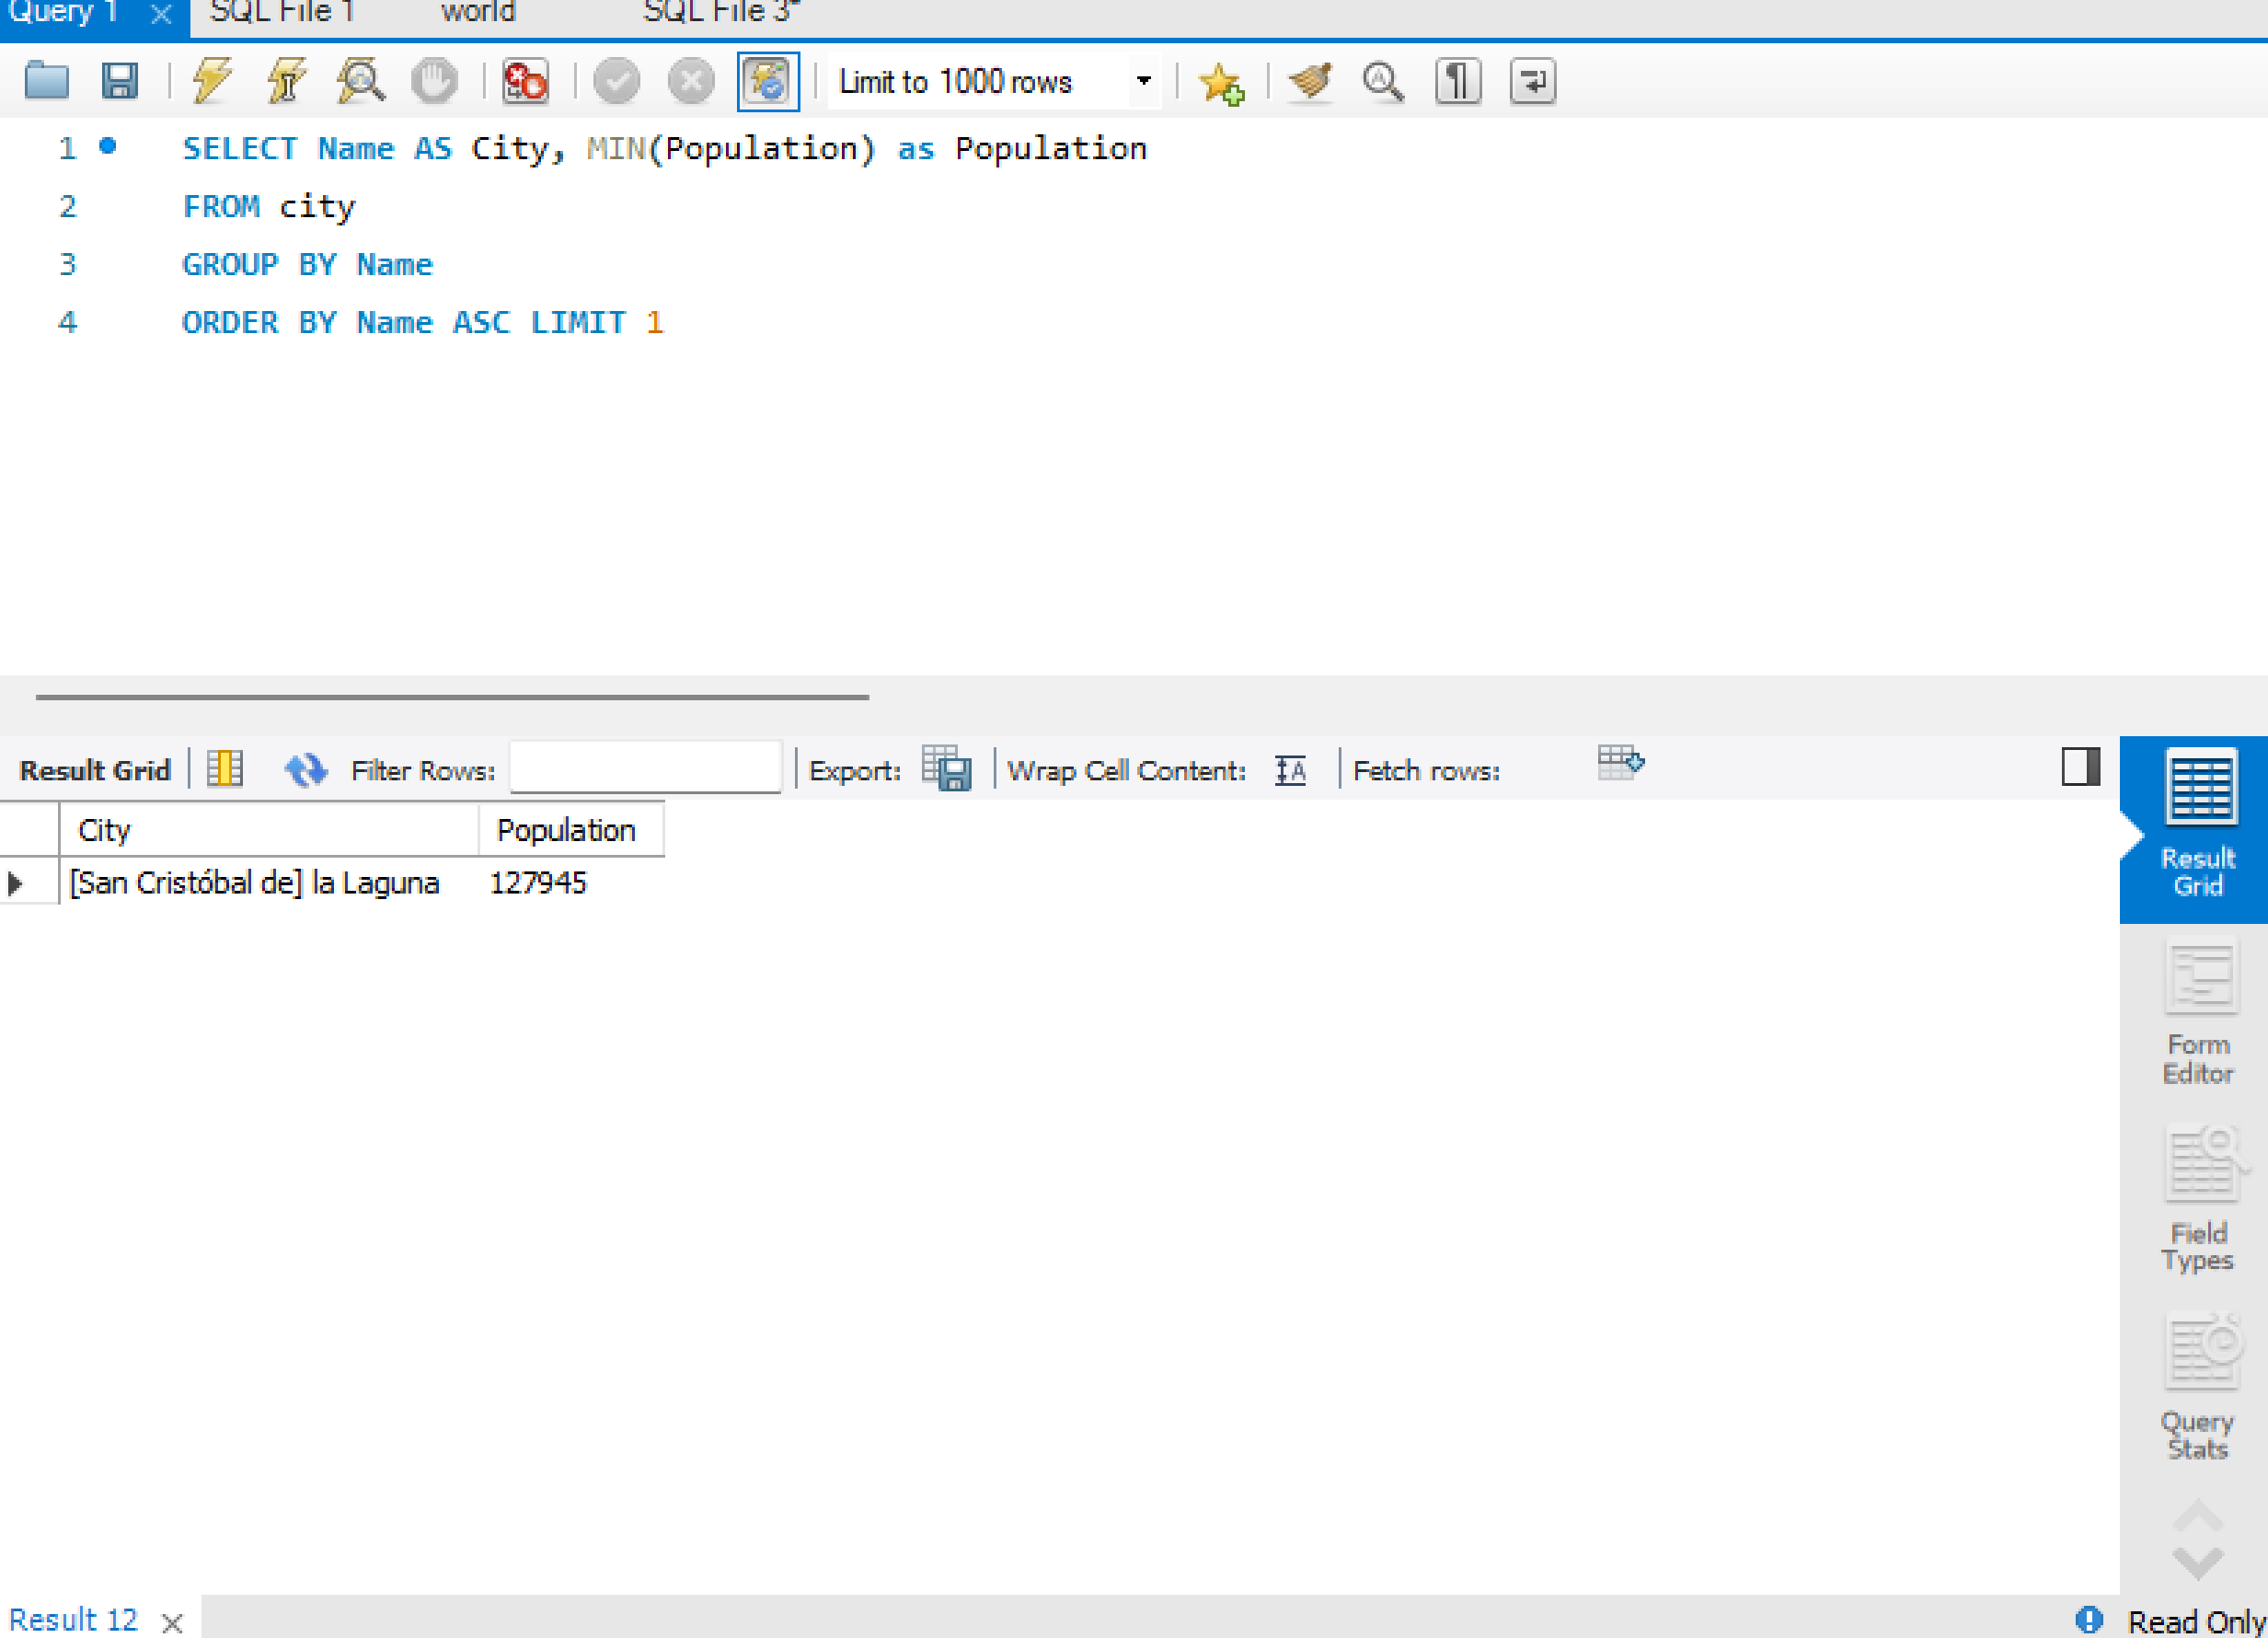 Query 1 SQL File 1 world SQL File 3*
Limit to 1000 rows
1 SELECT Name AS City, MIN(Population) as Population
2 FROM city
3 GROUP BY Name
4 ORDER BY Name ASC LIMIT 1
Result Grid Filter Rows: Export: Wrap Cell Content: Fetch rows:
City Population
[San Cristóbal de] la Laguna 127945
Result
Grid
Form
Editor
Field
Types
Query
Stats
Result 12 Read Only